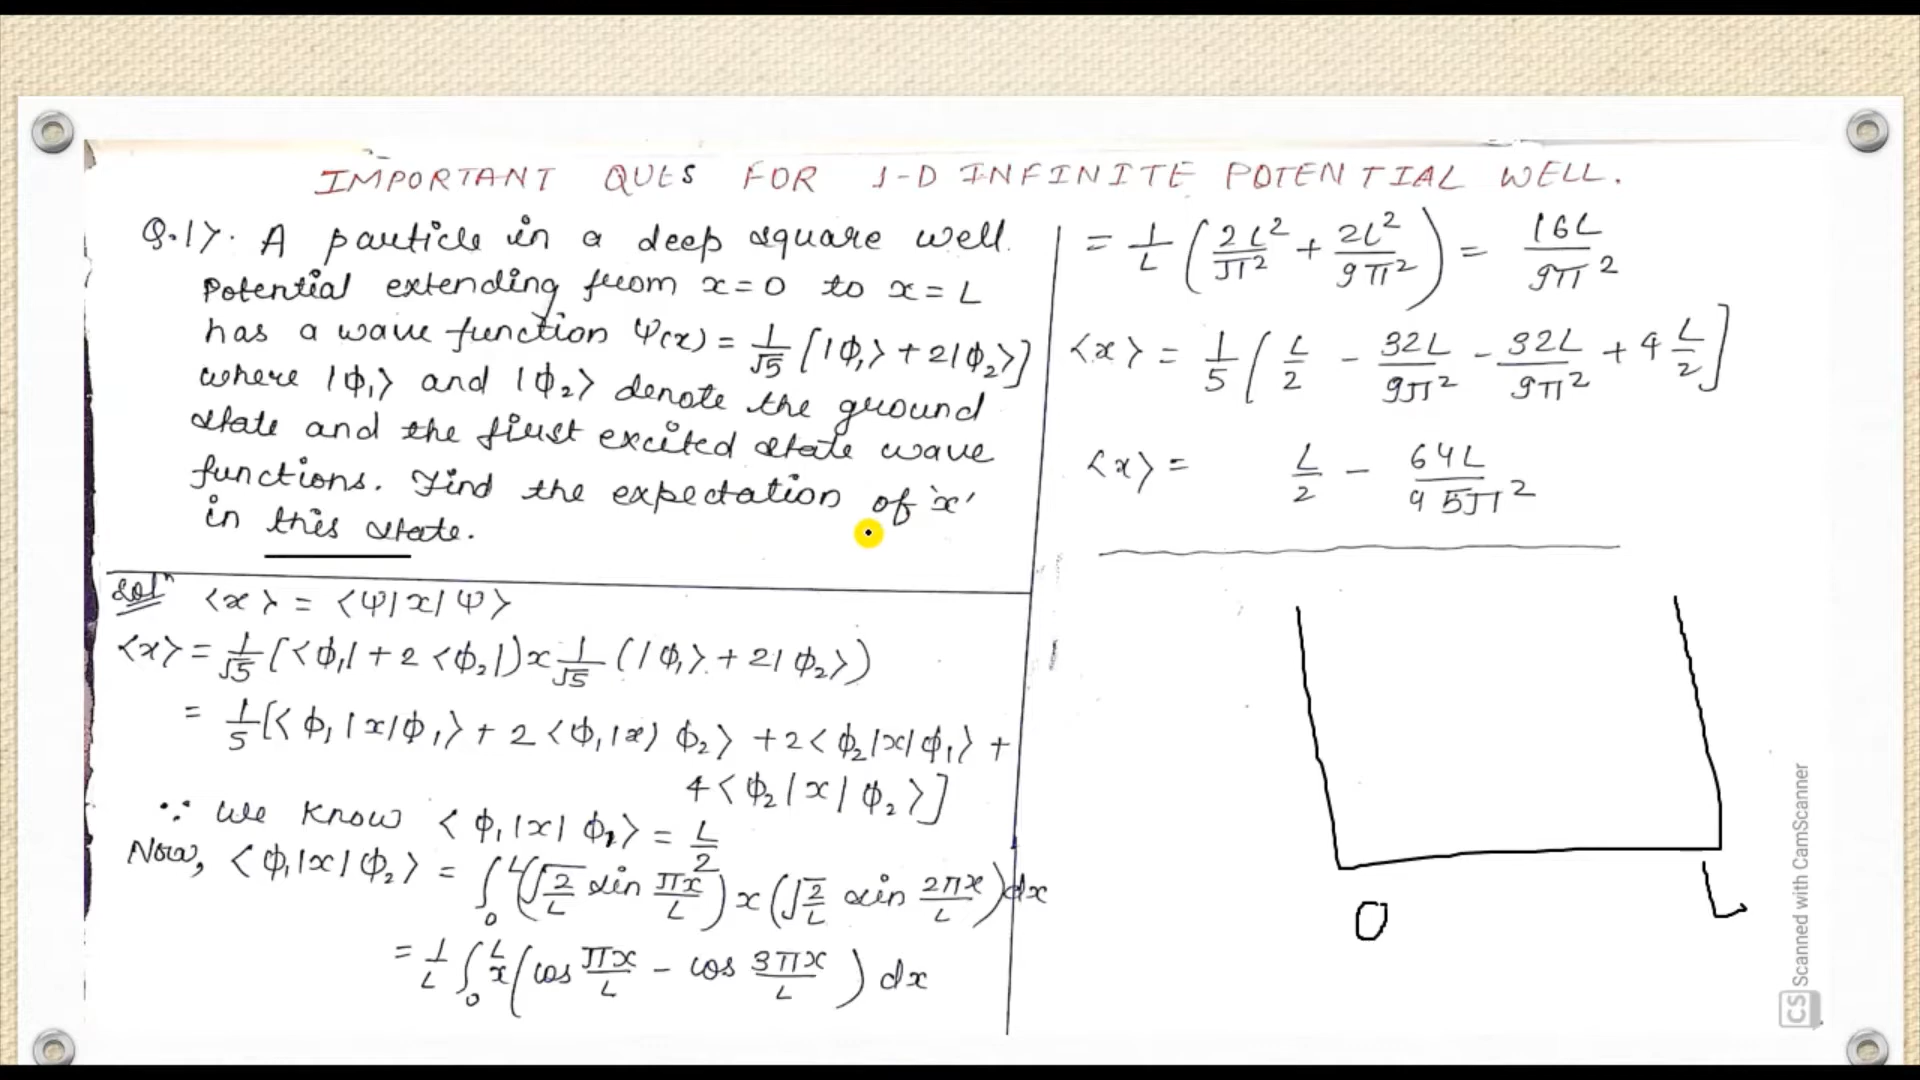 IMPORTANT QUES FOR 1-D INFINITE POTENTIAL WELL.
Q.1>. A particle in a deep square well.
Potential extending from x=0 to x=L
has a wave function Ψ(x) = 1/√5 [|ϕ₁⟩ + 2|ϕ₂⟩]
where |ϕ₁⟩ and |ϕ₂⟩ denote the ground
state and the first excited state wave
functions. Find the expectation of 'x'
in this state.
Solⁿ ⟨x⟩ = ⟨Ψ|x|Ψ⟩
⟨x⟩ = 1/√5 [⟨ϕ₁| + 2⟨ϕ₂|) x 1/√5 (|ϕ₁⟩ + 2|ϕ₂⟩)
= 1/5 [⟨ϕ₁|x|ϕ₁⟩ + 2⟨ϕ₁|x|ϕ₂⟩ + 2⟨ϕ₂|x|ϕ₁⟩ +
4⟨ϕ₂|x|ϕ₂⟩]
∵ We Know ⟨ϕ₁|x|ϕ₁⟩ = L/2
Now, ⟨ϕ₁|x|ϕ₂⟩ = ∫₀ᴸ (√2/L sin πx/L) x (√2/L sin 2πx/L) dx
= 1/L ∫₀ᴸ x (cos πx/L - cos 3πx/L) dx
= 1/L (2L²/π² + 2L²/9π²) = 16L/9π²
⟨x⟩ = 1/5 [L/2 - 32L/9π² - 32L/9π² + 4 L/2]
⟨x⟩ = L/2 - 64L/9 5π²
0
L
CS Scanned with CamScanner